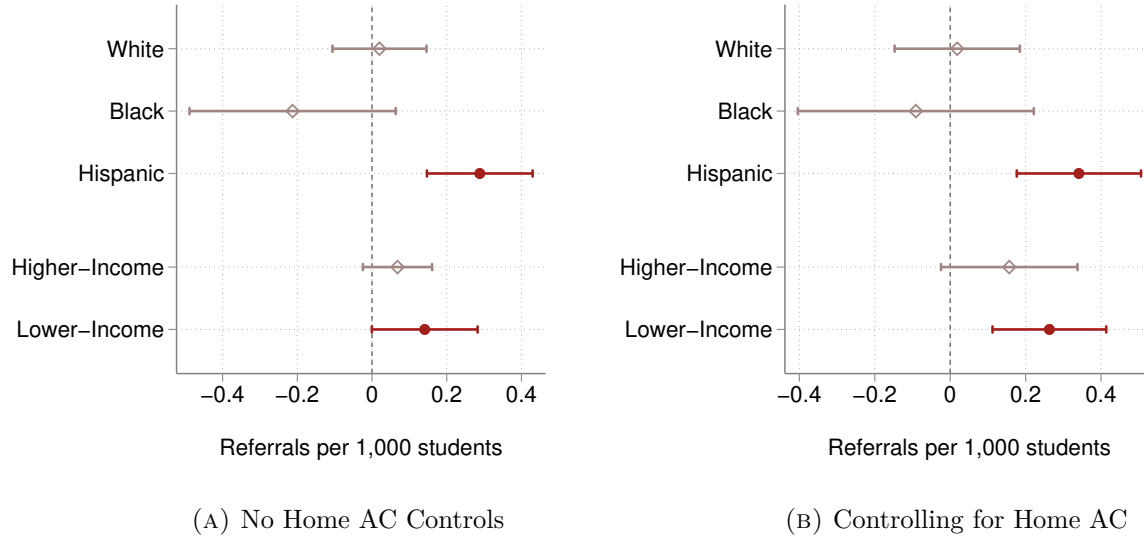 White
Black
Hispanic
Higher−Income
Lower−Income
−0.4 −0.2 0 0.2 0.4
Referrals per 1,000 students
(A) No Home AC Controls
White
Black
Hispanic
Higher−Income
Lower−Income
−0.4 −0.2 0 0.2 0.4
Referrals per 1,000 students
(B) Controlling for Home AC